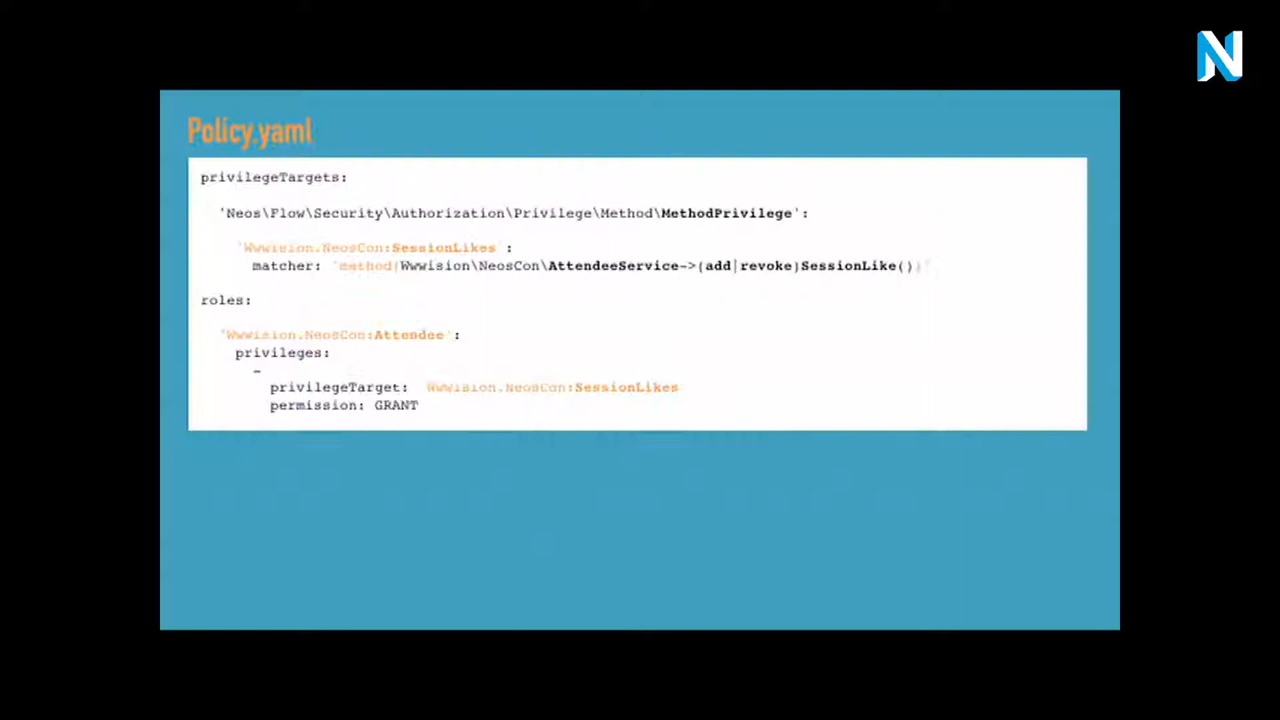 Policy.yaml
privilegeTargets:
'Neos\Flow\Security\Authorization\Privilege\Method\MethodPrivilege':
'Wwwision.NeosCon:SessionLikes':
matcher: 'method(Wwwision\NeosCon\AttendeeService->(add|revoke)SessionLike())'
roles:
'Wwwision.NeosCon:Attendee':
privileges:
-
privilegeTarget: 'Wwwision.NeosCon:SessionLikes'
permission: GRANT